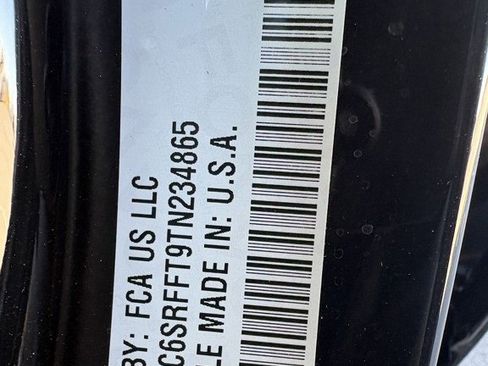 BY: FCA US LLC
C6SRFFT9TN234865
LE MADE IN: U.S.A.